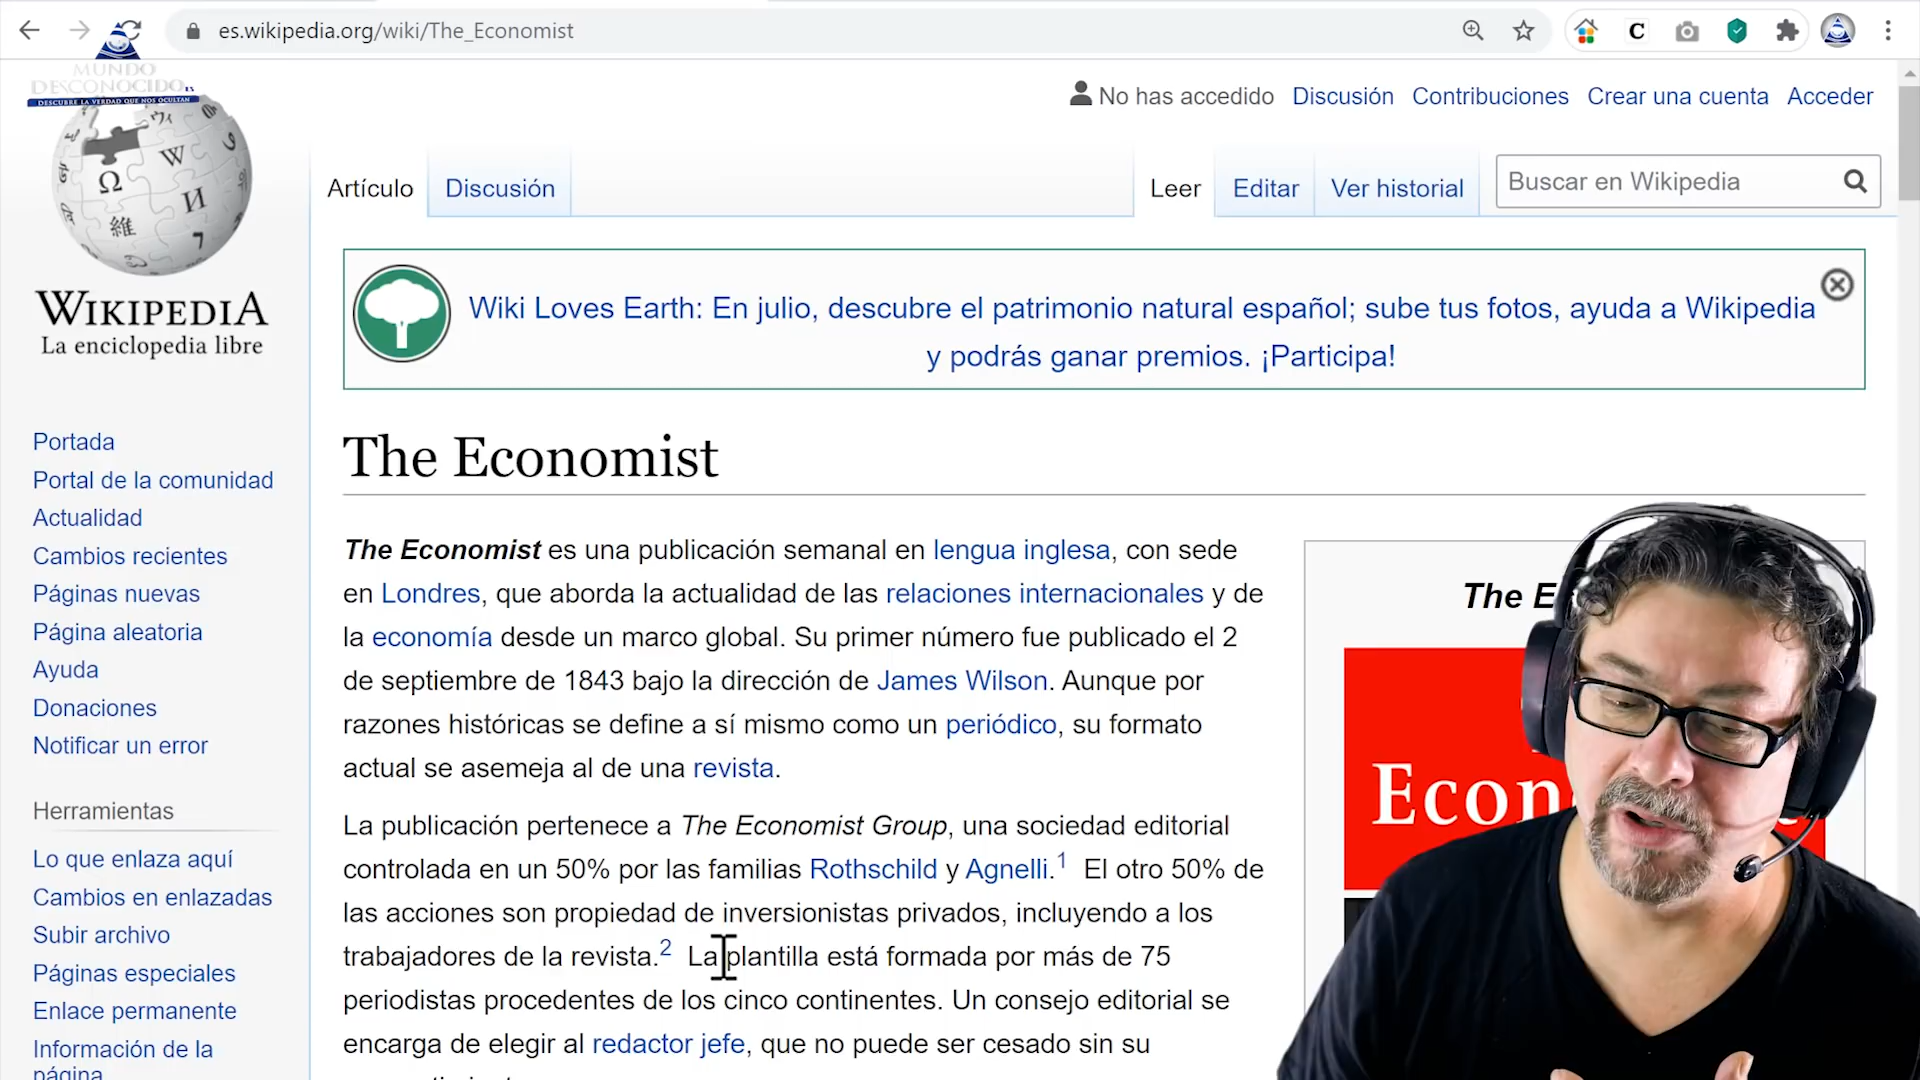 es.wikipedia.org/wiki/The_Economist
C
MUNDO
DESCONOCIDO.ES
DESCUBRE LA VERDAD QUE NOS OCULTAN
No has accedido Discusión Contribuciones Crear una cuenta Acceder
Artículo Discusión Leer Editar Ver historial Buscar en Wikipedia
Ω W И 維 7
WIKIPEDIA
La enciclopedia libre
Wiki Loves Earth: En julio, descubre el patrimonio natural español; sube tus fotos, ayuda a Wikipedia
y podrás ganar premios. ¡Participa!
Portada
Portal de la comunidad
Actualidad
Cambios recientes
Páginas nuevas
Página aleatoria
Ayuda
Donaciones
Notificar un error
Herramientas
Lo que enlaza aquí
Cambios en enlazadas
Subir archivo
Páginas especiales
Enlace permanente
Información de la
página
The Economist
The Economist es una publicación semanal en lengua inglesa, con sede
en Londres, que aborda la actualidad de las relaciones internacionales y de
la economía desde un marco global. Su primer número fue publicado el 2
de septiembre de 1843 bajo la dirección de James Wilson. Aunque por
razones históricas se define a sí mismo como un periódico, su formato
actual se asemeja al de una revista.
La publicación pertenece a The Economist Group, una sociedad editorial
controlada en un 50% por las familias Rothschild y Agnelli.1 El otro 50% de
las acciones son propiedad de inversionistas privados, incluyendo a los
trabajadores de la revista.2 La plantilla está formada por más de 75
periodistas procedentes de los cinco continentes. Un consejo editorial se
encarga de elegir al redactor jefe, que no puede ser cesado sin su
The E
Econ